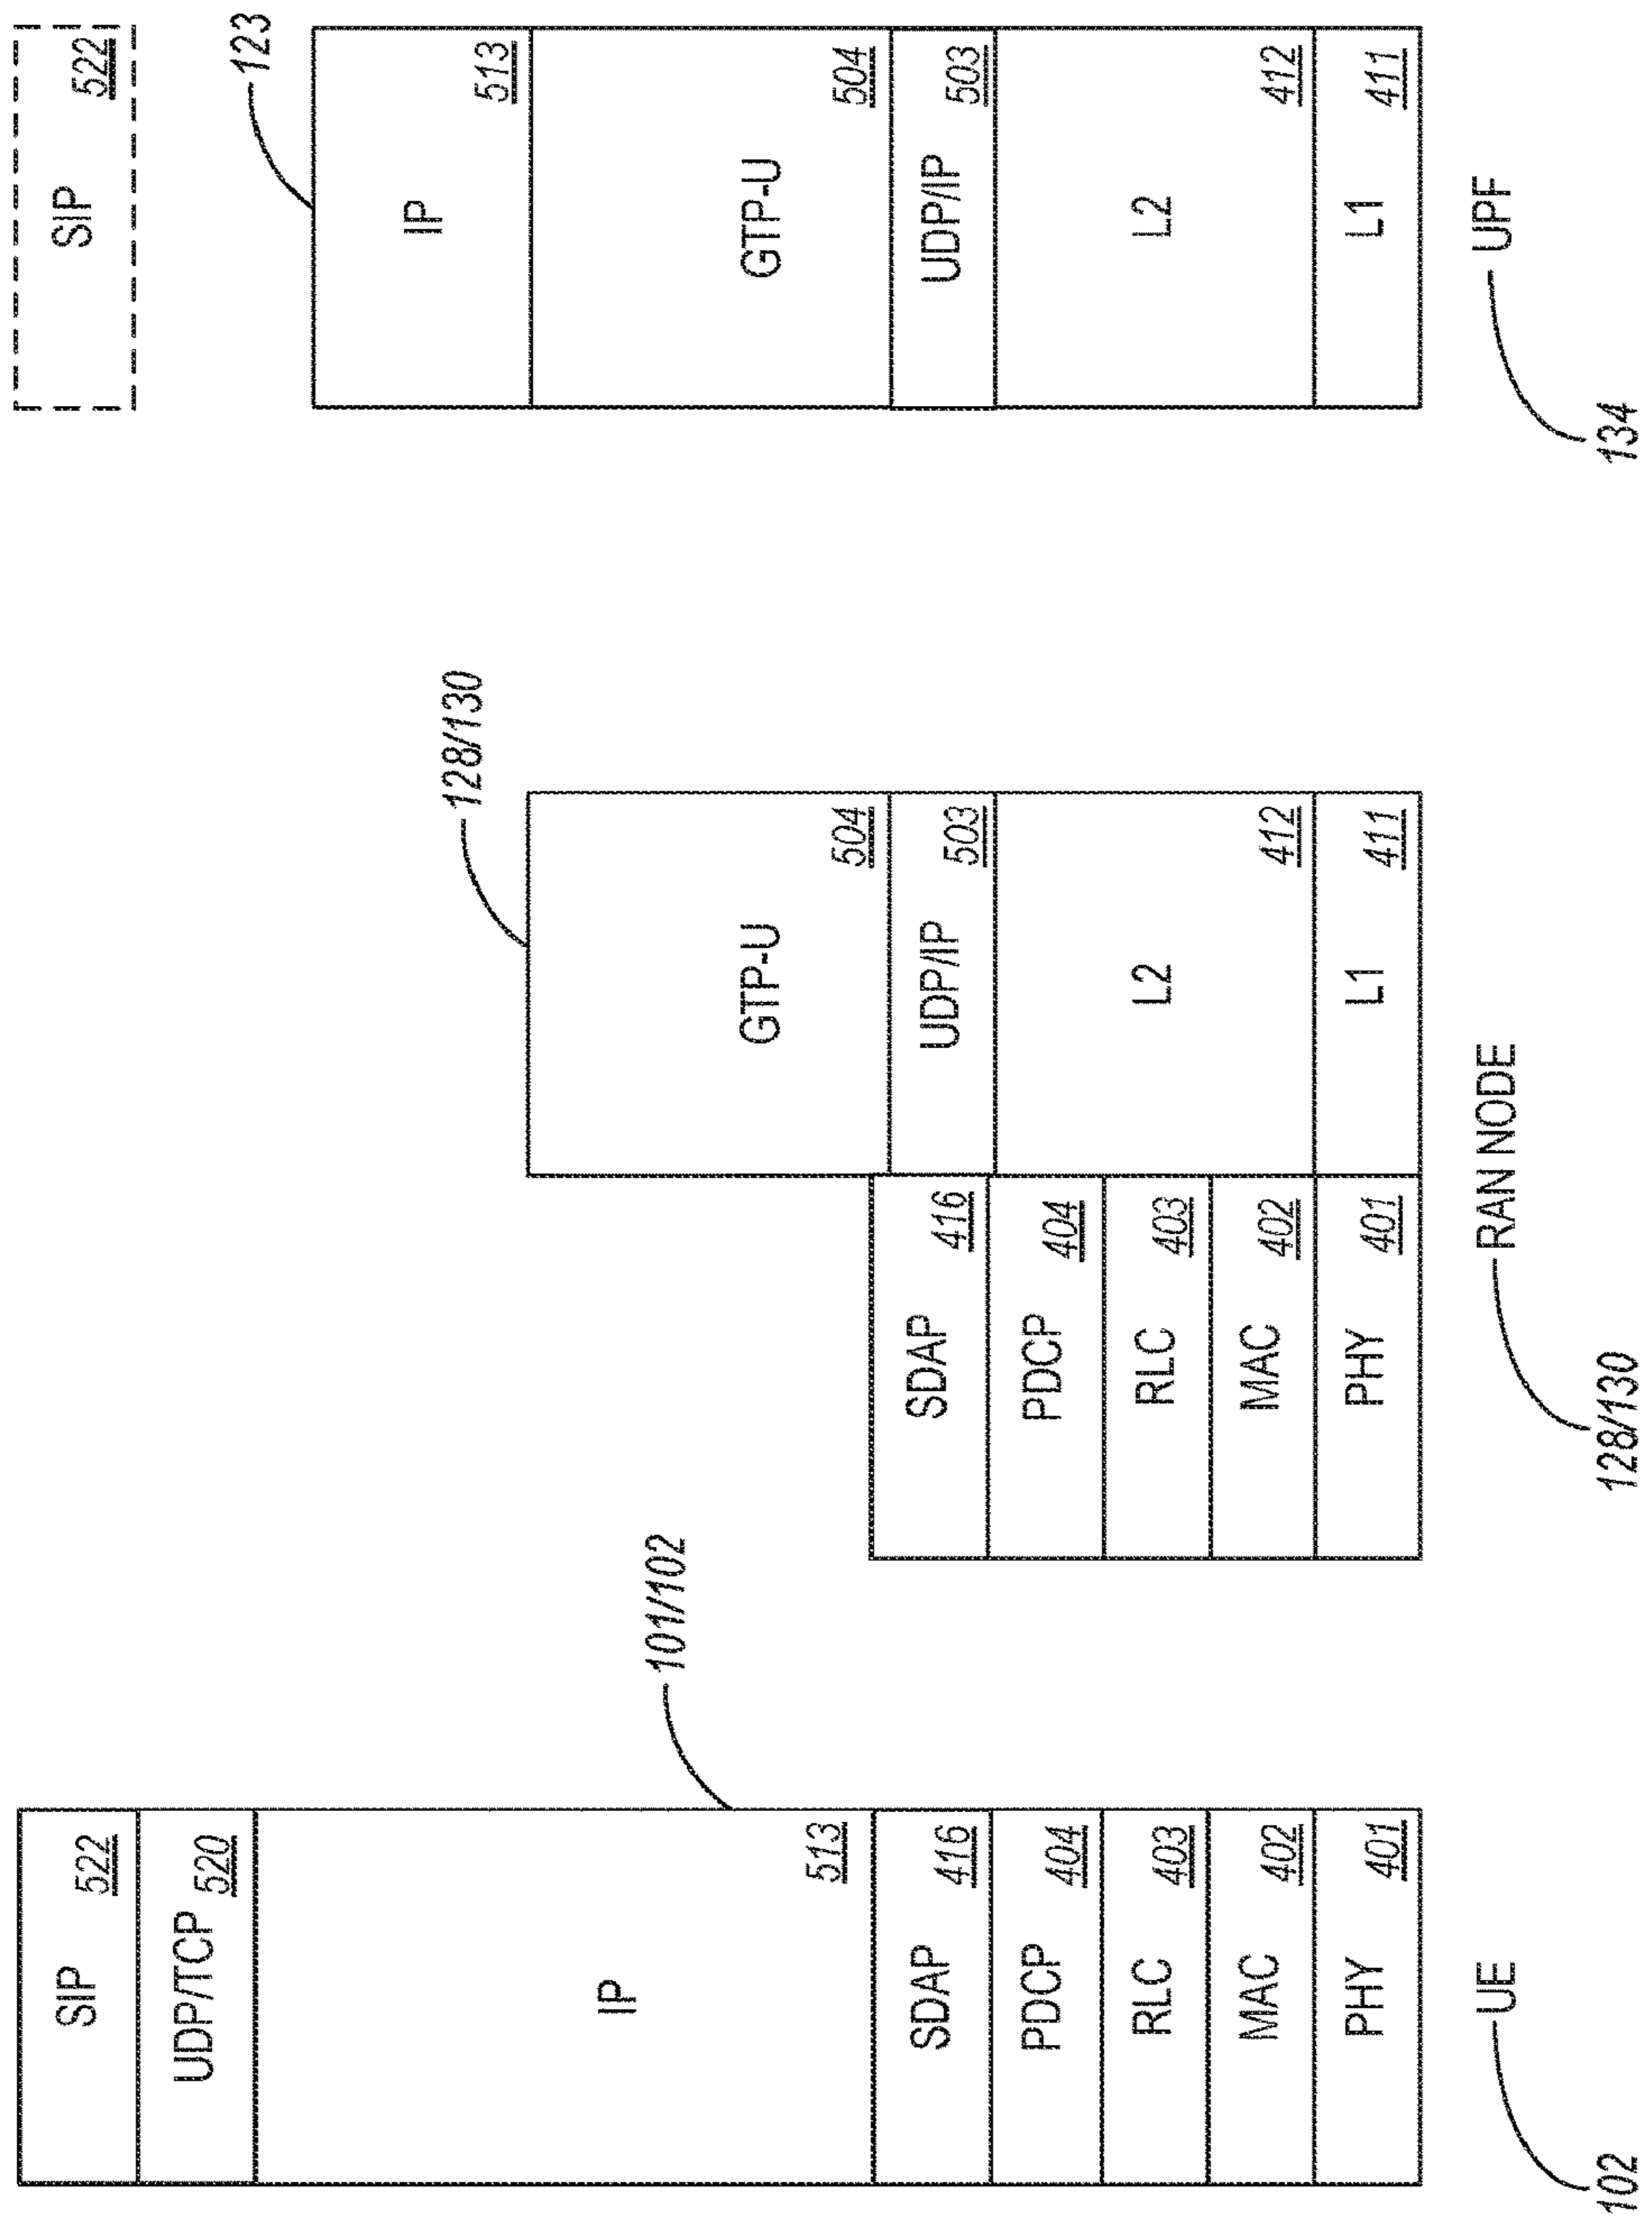 SIP 522
UDP/TCP 520
IP 513
SDAP 416
PDCP 404
RLC 403
MAC 402
PHY 401
101/102
UE
102
SDAP 416
PDCP 404
RLC 403
MAC 402
PHY 401
GTP-U 504
UDP/IP 503
L2 412
L1 411
128/130
RAN NODE
128/130
SIP 522
123
IP 513
GTP-U 504
UDP/IP 503
L2 412
L1 411
UPF
134